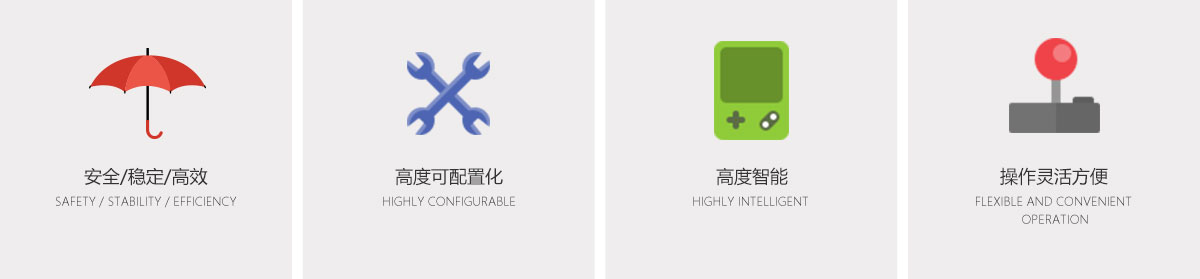 安全/稳定/高效
SAFETY / STABILITY / EFFICIENCY
高度可配置化
HIGHLY CONFIGURABLE
高度智能
HIGHLY INTELLIGENT
操作灵活方便
FLEXIBLE AND CONVENIENT
OPERATION